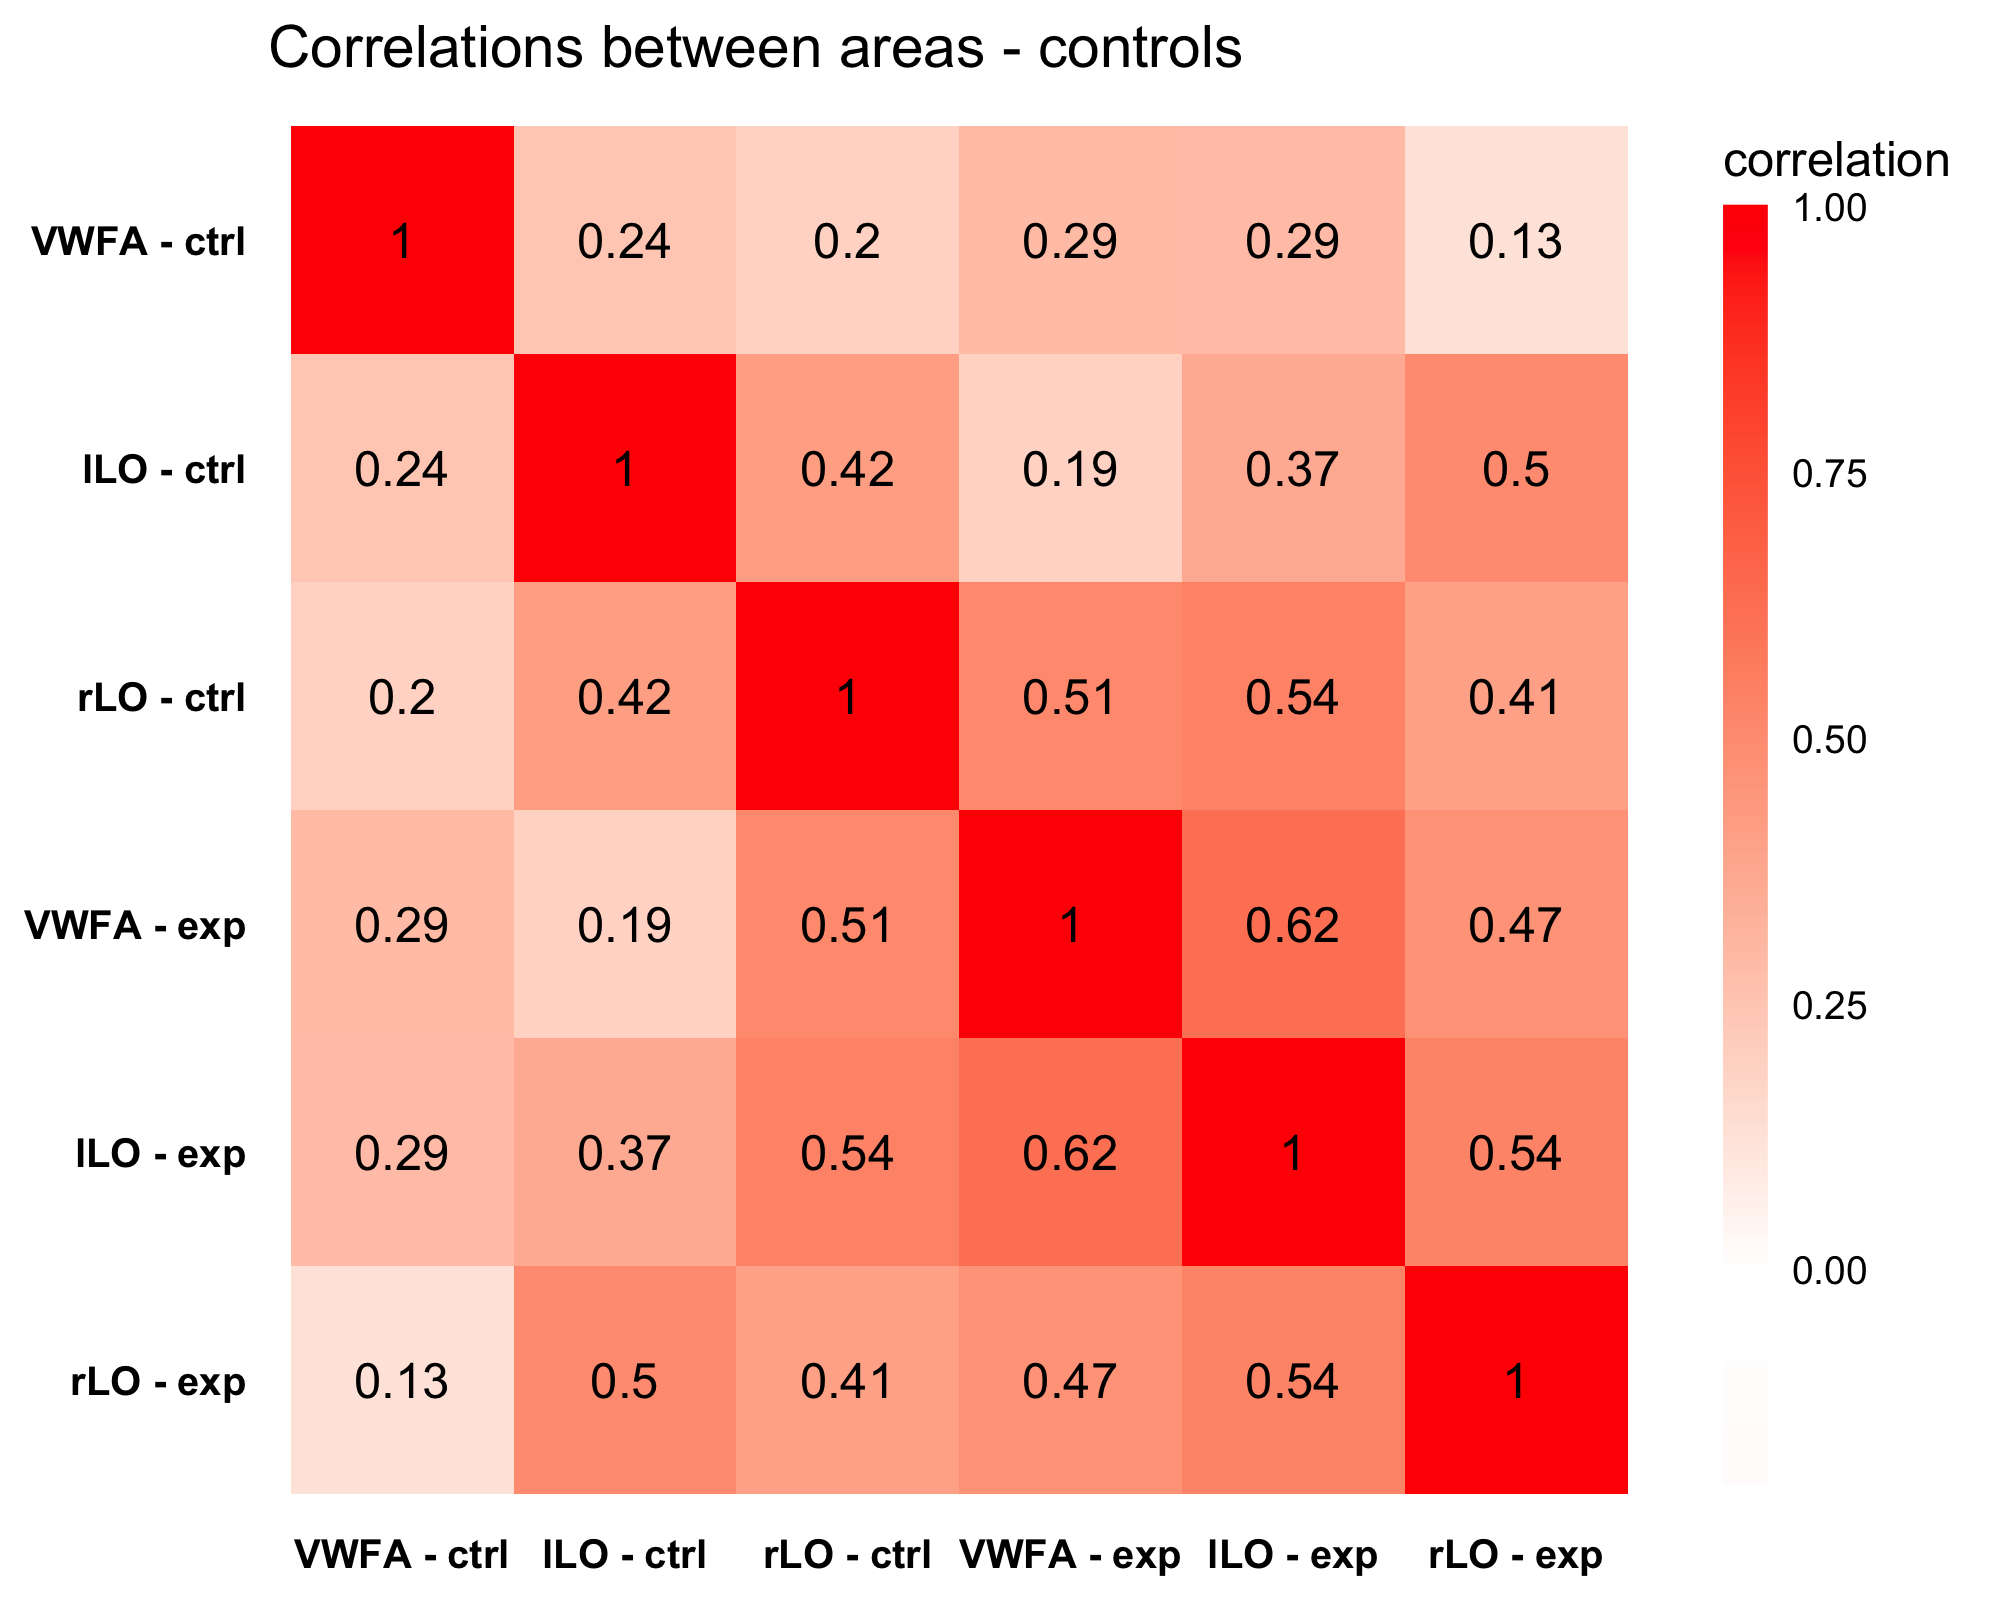 Correlations between areas - controls
correlation
1.00
0.75
0.50
0.25
0.00
VWFA - ctrl 1 0.24 0.2 0.29 0.29 0.13
lLO - ctrl 0.24 1 0.42 0.19 0.37 0.5
rLO - ctrl 0.2 0.42 1 0.51 0.54 0.41
VWFA - exp 0.29 0.19 0.51 1 0.62 0.47
lLO - exp 0.29 0.37 0.54 0.62 1 0.54
rLO - exp 0.13 0.5 0.41 0.47 0.54 1
VWFA - ctrl lLO - ctrl rLO - ctrl VWFA - exp lLO - exp rLO - exp